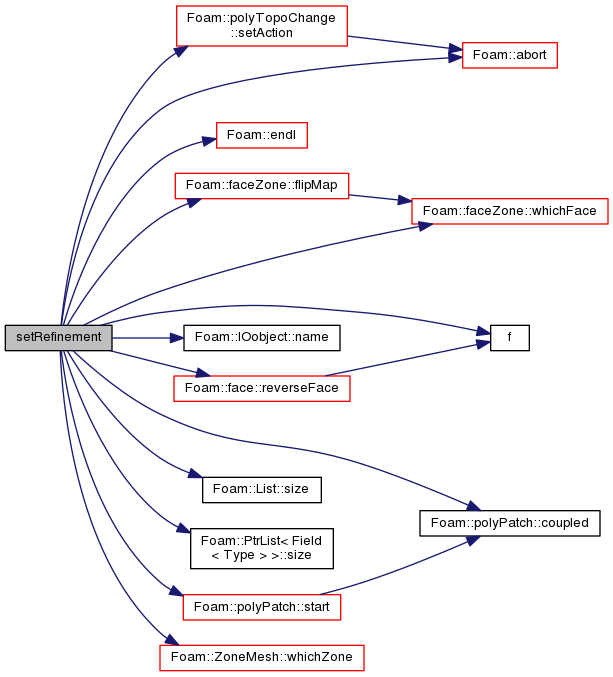 Foam::polyTopoChange
::setAction
Foam::abort
Foam::endl
Foam::faceZone::flipMap
Foam::faceZone::whichFace
setRefinement
Foam::IOobject::name
f
Foam::face::reverseFace
Foam::List::size
Foam::polyPatch::coupled
Foam::PtrList< Field
< Type > >::size
Foam::polyPatch::start
Foam::ZoneMesh::whichZone